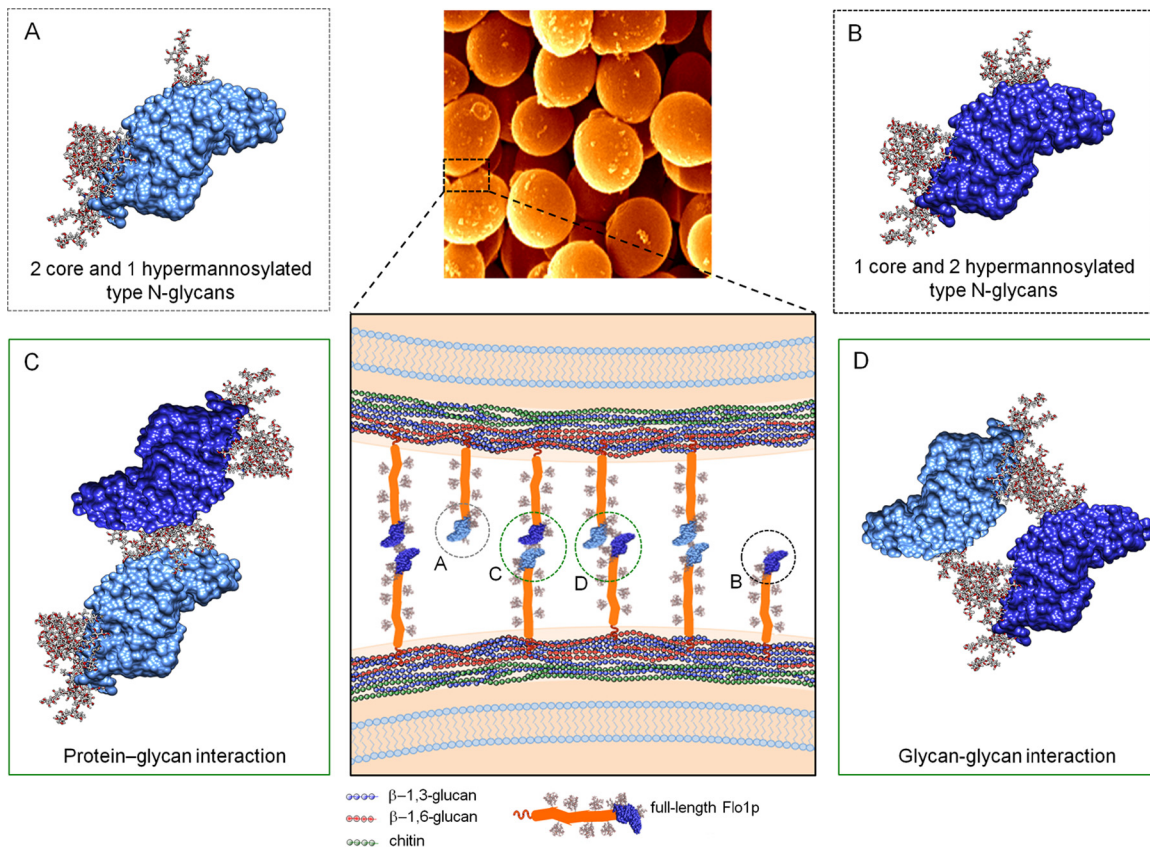 A
2 core and 1 hypermannosylated
type N-glycans
B
1 core and 2 hypermannosylated
type N-glycans
C
Protein–glycan interaction
A
C
D
B
D
Glycan-glycan interaction
β–1,3-glucan
β–1,6-glucan
chitin
full-length Flo1p